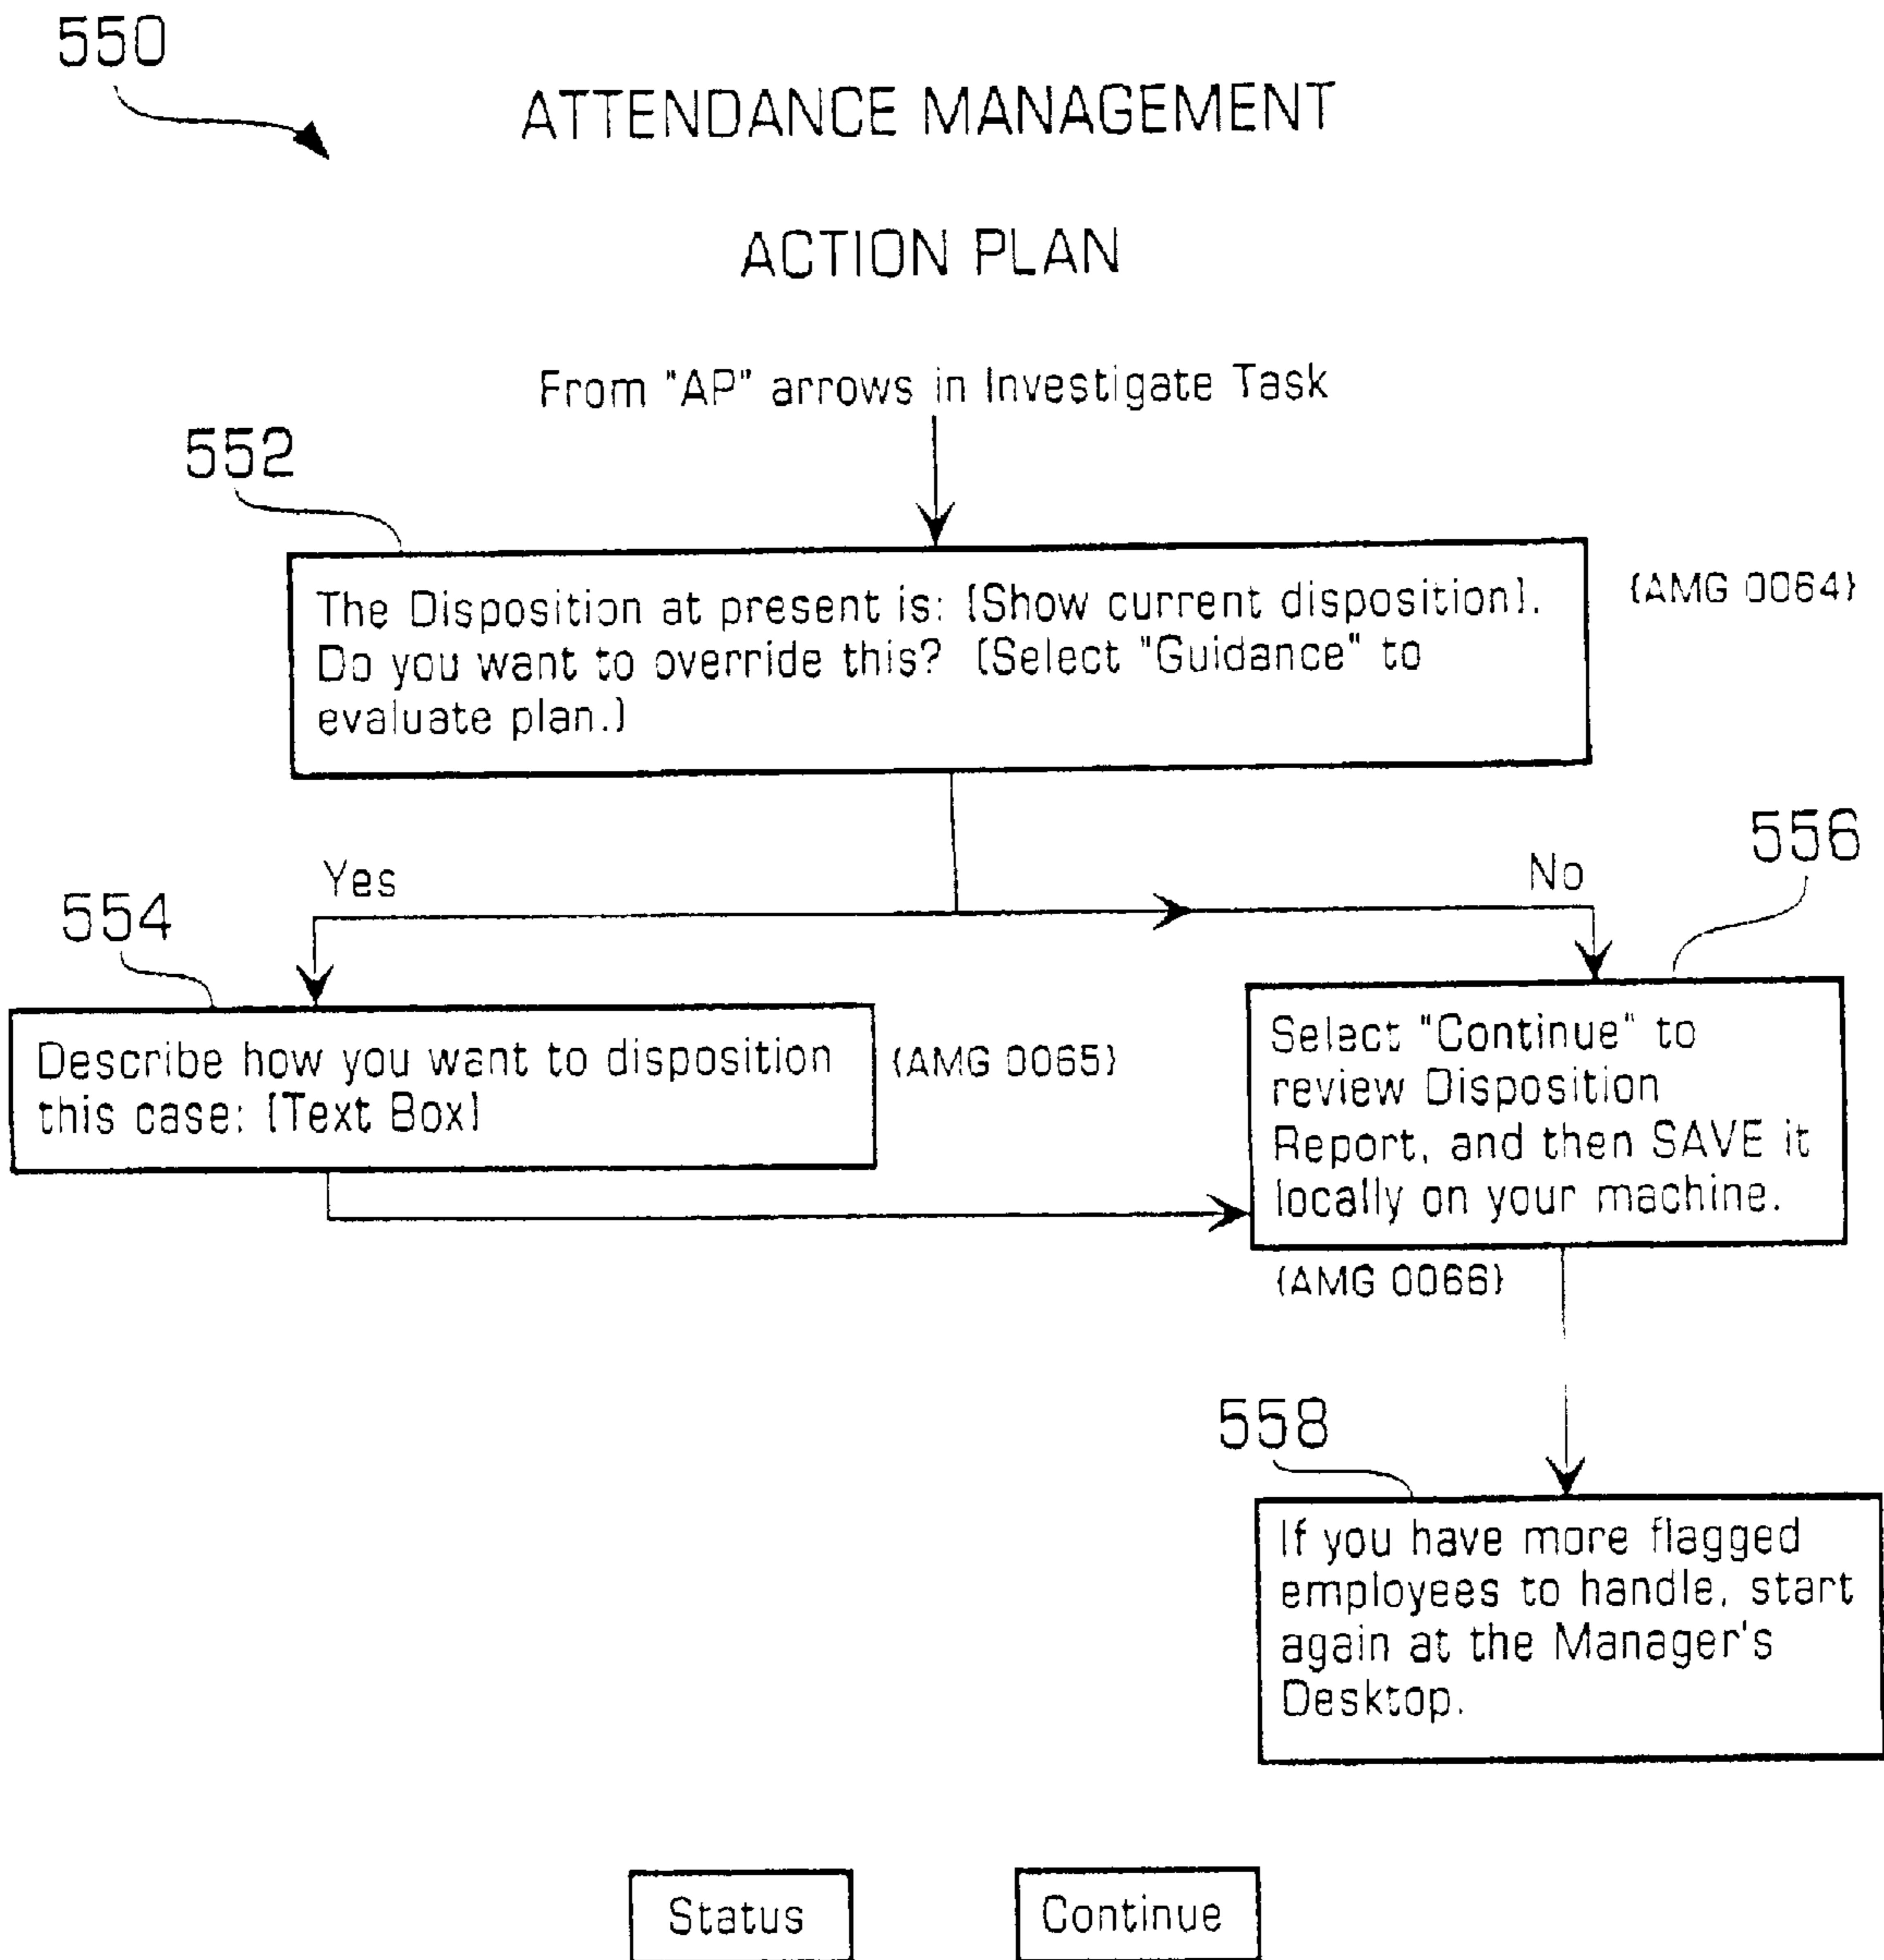 550
ATTENDANCE MANAGEMENT
ACTION PLAN
From "AP" arrows in Investigate Task
552
The Disposition at present is: (Show current disposition).
Do you want to override this? (Select "Guidance" to
evaluate plan.)
{AMG 0064}
Yes
No
556
554
Describe how you want to disposition
this case: (Text Box)
{AMG 0065}
Select "Continue" to
review Disposition
Report, and then SAVE it
locally on your machine.
{AMG 0066}
558
If you have more flagged
employees to handle, start
again at the Manager's
Desktop.
Status
Continue